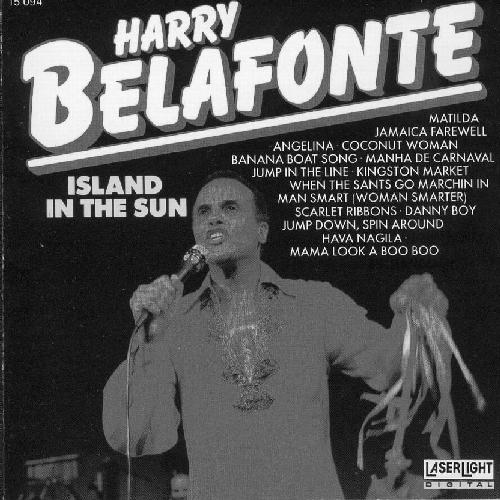 15 094
HARRY
BELAFONTE
ISLAND
IN THE SUN
MATILDA
JAMAICA FAREWELL
ANGELINA · COCONUT WOMAN
BANANA BOAT SONG · MANHA DE CARNAVAL
JUMP IN THE LINE · KINGSTON MARKET
WHEN THE SANTS GO MARCHIN IN
MAN SMART (WOMAN SMARTER)
SCARLET RIBBONS · DANNY BOY
JUMP DOWN, SPIN AROUND
HAVA NAGILA ·
MAMA LOOK A BOO BOO
LASERLIGHT
DIGITAL